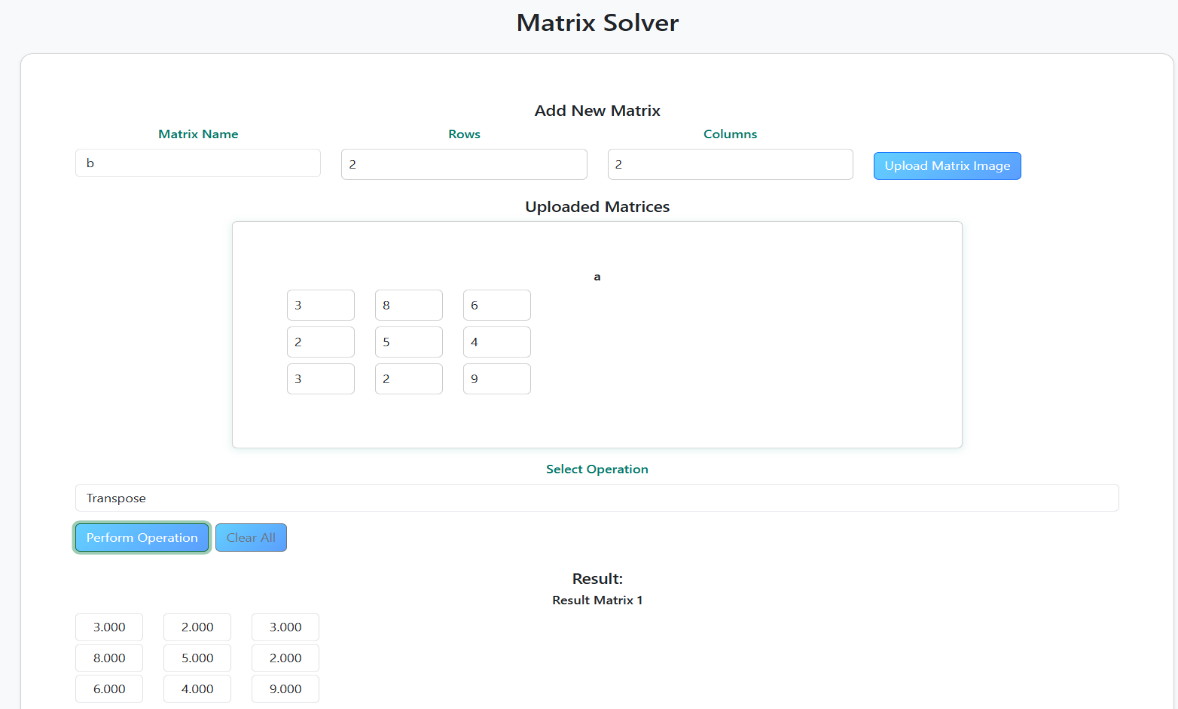 Matrix Solver
Add New Matrix
Matrix Name Rows Columns
b 2 2 Upload Matrix Image
Uploaded Matrices
a
3 8 6
2 5 4
3 2 9
Select Operation
Transpose
Perform Operation Clear All
Result:
Result Matrix 1
3.000 2.000 3.000
8.000 5.000 2.000
6.000 4.000 9.000